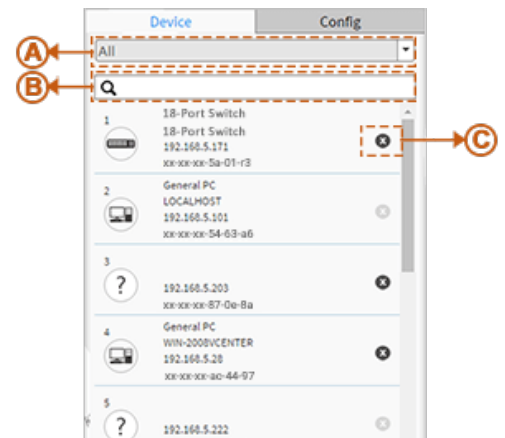 Device
Config
A
All
B
1
18-Port Switch
18-Port Switch
192.168.5.171
xx-xx-xx-5a-01-r3
C
2
General PC
LOCALHOST
192.168.5.101
xx-xx-xx-54-63-a6
3
?
192.168.5.203
xx-xx-xx-87-0e-8a
4
General PC
WIN-2008VCENTER
192.168.5.28
xx-xx-xx-ac-44-97
5
?
192.168.5.222